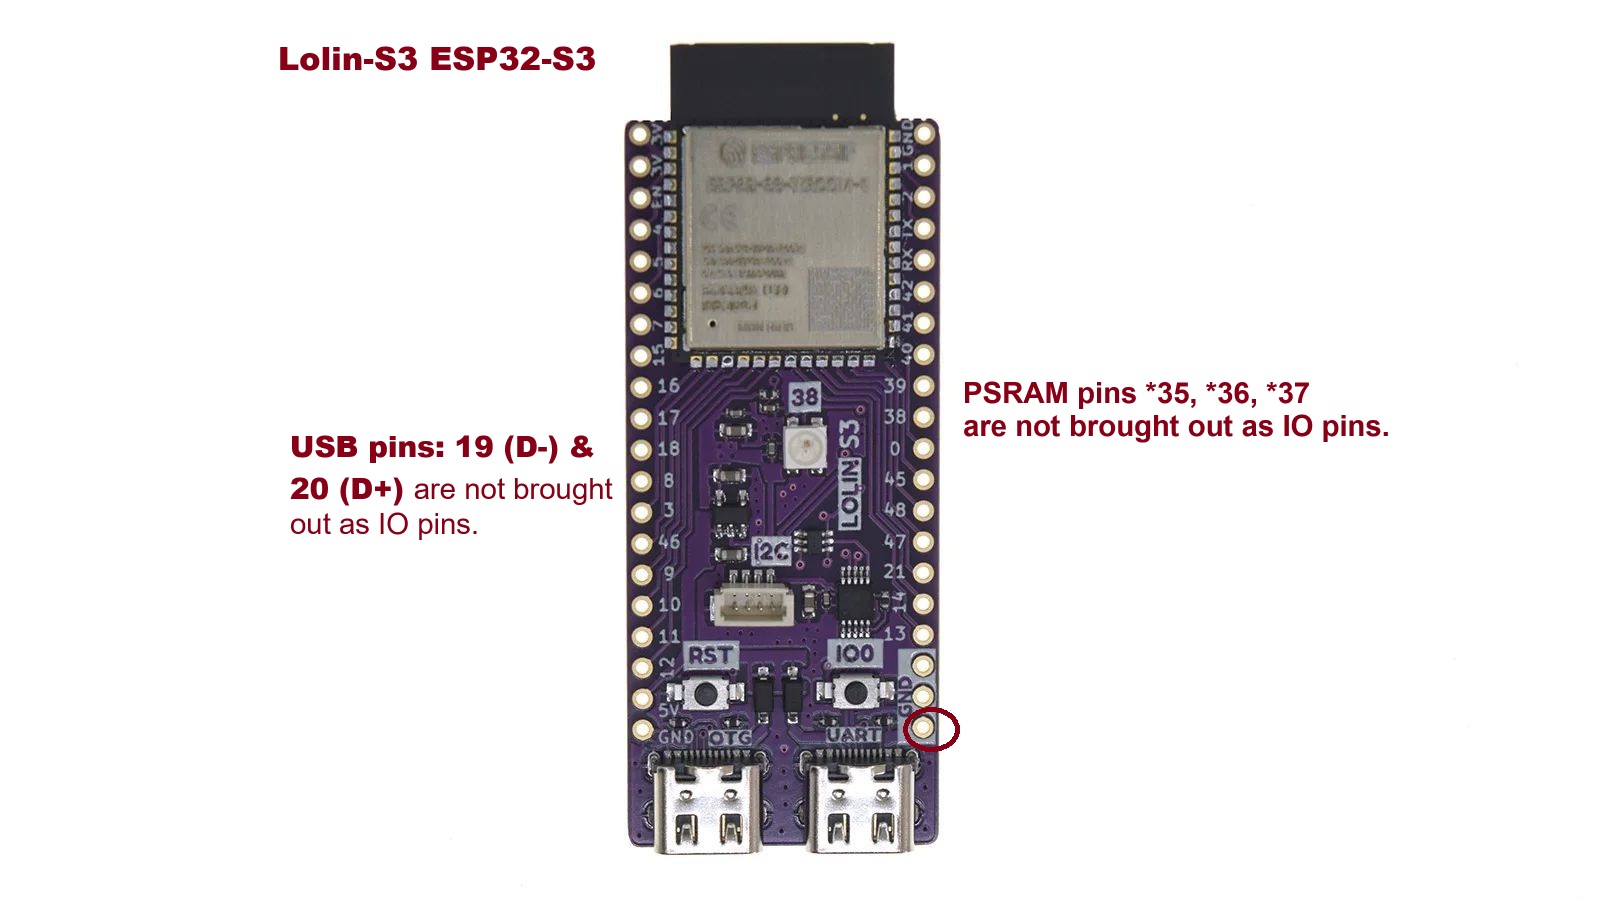 Lolin-S3 ESP32-S3
USB pins: 19 (D-) &
20 (D+) are not brought
out as IO pins.
PSRAM pins *35, *36, *37
are not brought out as IO pins.
3V
3V
EN
4
5
6
7
15
16
17
18
8
3
46
9
10
11
12
5V
GND
GND
1
2
TX
RX
42
41
40
39
38
0
45
48
47
21
14
13
GND
38
LOLIN S3
I2C
RST
IO0
OTG
UART